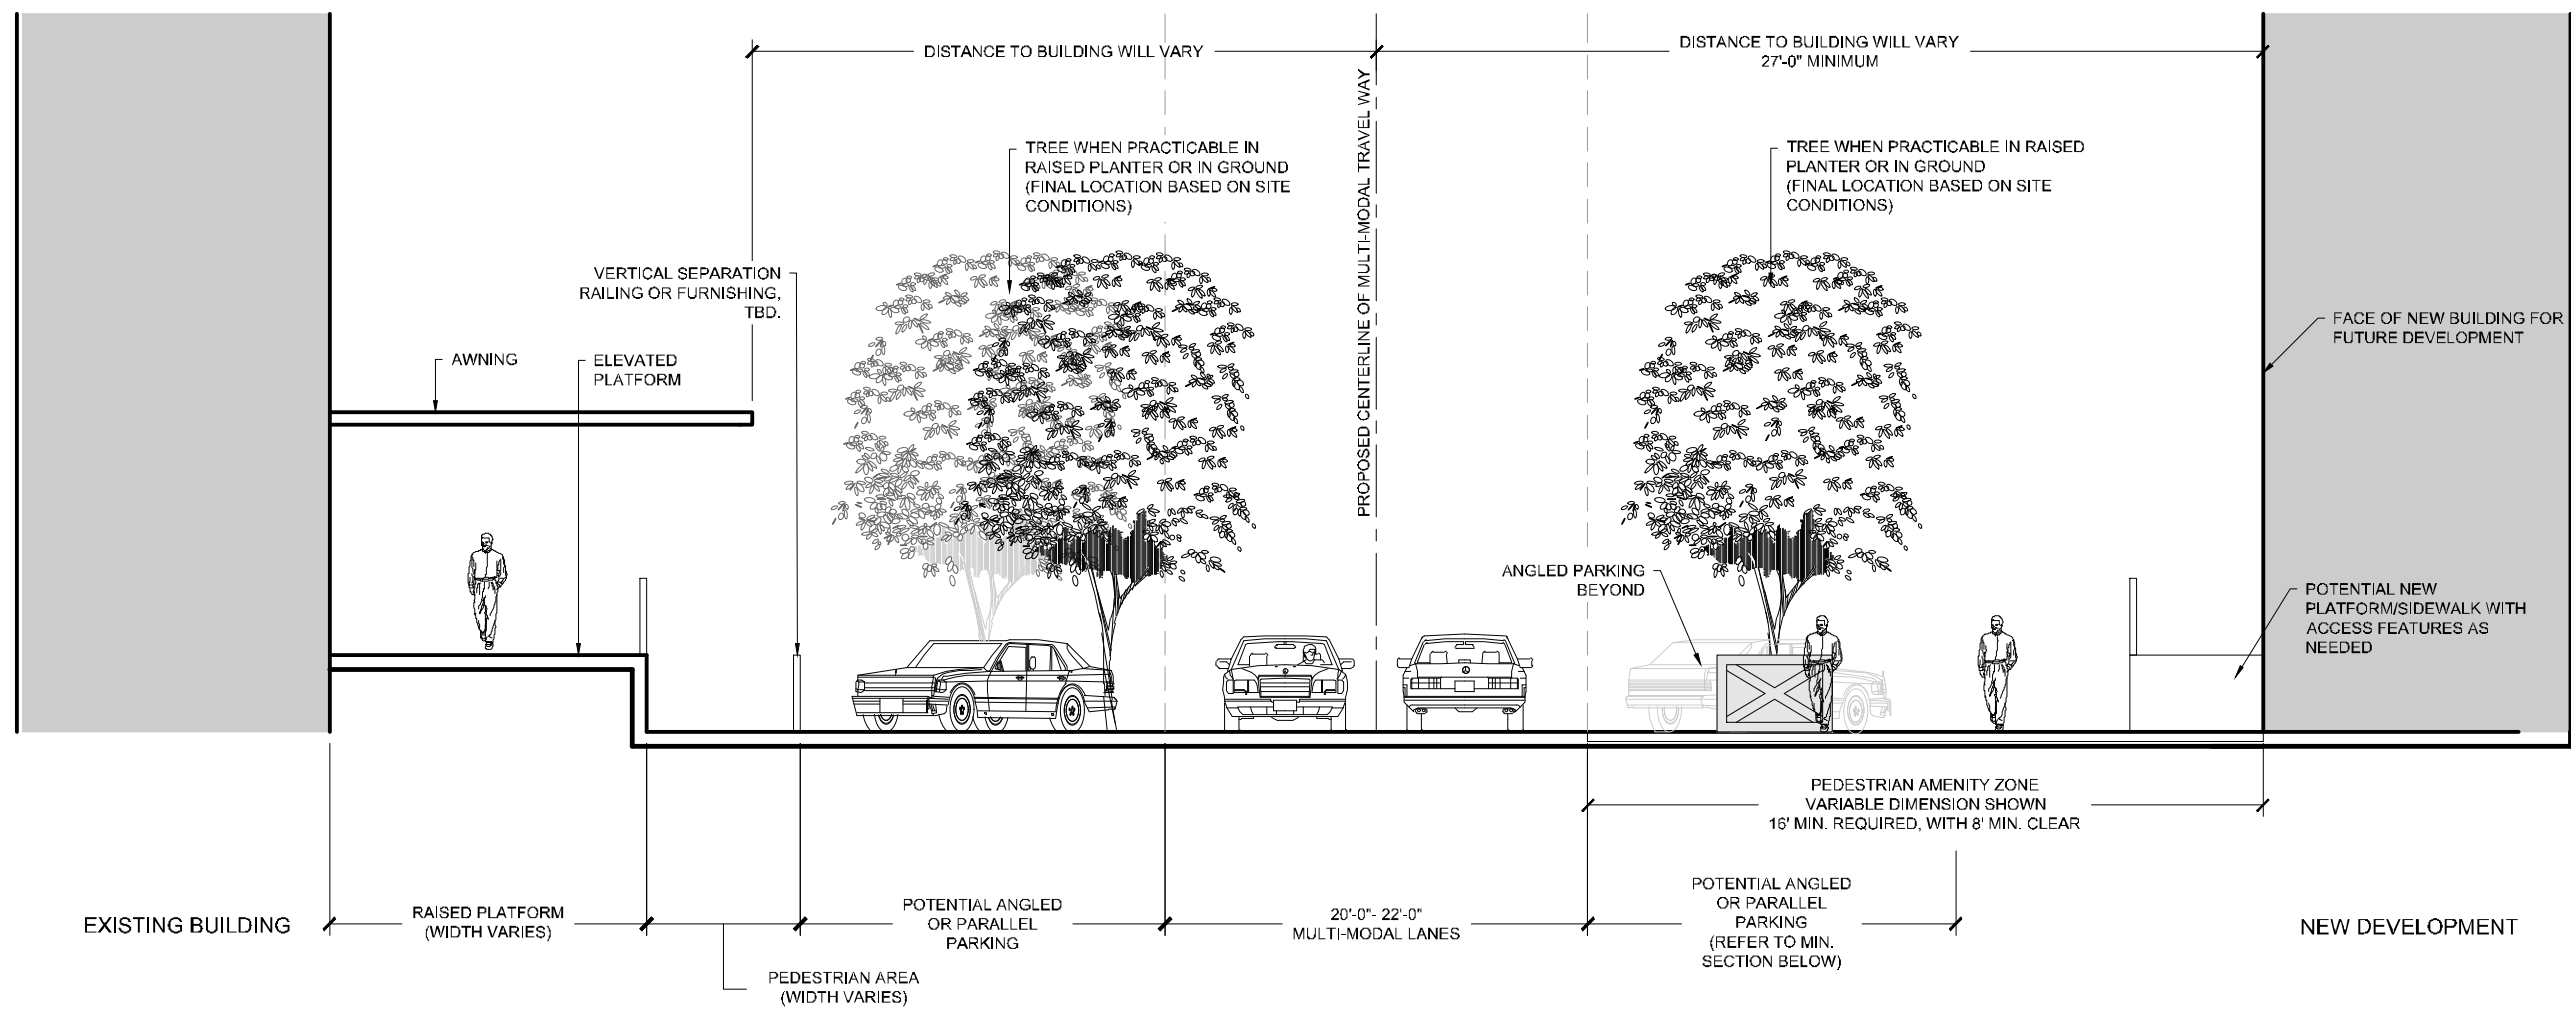 DISTANCE TO BUILDING WILL VARY
DISTANCE TO BUILDING WILL VARY
27'-0" MINIMUM
PROPOSED CENTERLINE OF MULTI-MODAL TRAVEL WAY
TREE WHEN PRACTICABLE IN
RAISED PLANTER OR IN GROUND
(FINAL LOCATION BASED ON SITE
CONDITIONS)
TREE WHEN PRACTICABLE IN RAISED
PLANTER OR IN GROUND
(FINAL LOCATION BASED ON SITE
CONDITIONS)
VERTICAL SEPARATION
RAILING OR FURNISHING,
TBD.
AWNING
ELEVATED
PLATFORM
FACE OF NEW BUILDING FOR
FUTURE DEVELOPMENT
ANGLED PARKING
BEYOND
POTENTIAL NEW
PLATFORM/SIDEWALK WITH
ACCESS FEATURES AS
NEEDED
PEDESTRIAN AMENITY ZONE
VARIABLE DIMENSION SHOWN
16' MIN. REQUIRED, WITH 8' MIN. CLEAR
EXISTING BUILDING
RAISED PLATFORM
(WIDTH VARIES)
PEDESTRIAN AREA
(WIDTH VARIES)
POTENTIAL ANGLED
OR PARALLEL
PARKING
20'-0"- 22'-0"
MULTI-MODAL LANES
POTENTIAL ANGLED
OR PARALLEL
PARKING
(REFER TO MIN.
SECTION BELOW)
NEW DEVELOPMENT